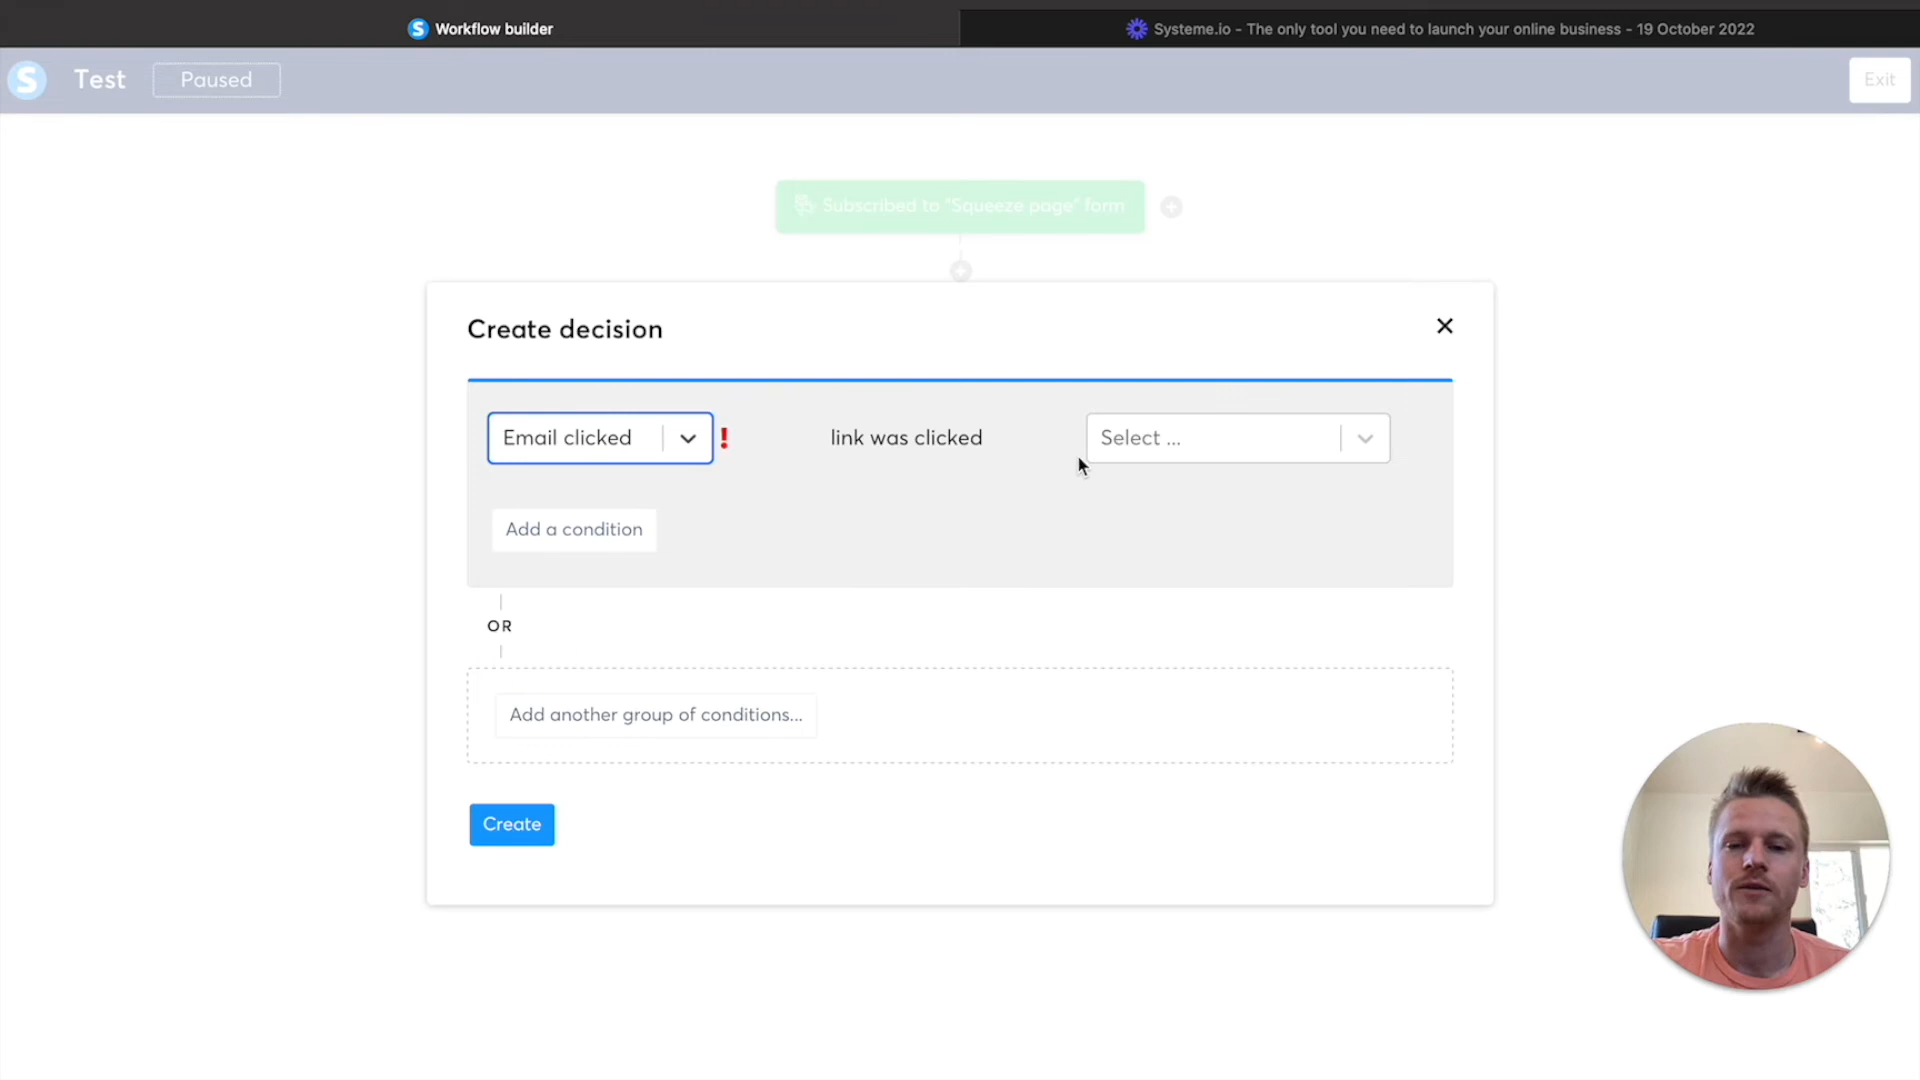 Workflow builder
Systeme.io - The only tool you need to launch your online business - 19 October 2022
S
Test
Paused
Exit
Subscribed to "Squeeze page" form
Create decision
Email clicked
!
link was clicked
Select ...
Add a condition
OR
Add another group of conditions...
Create